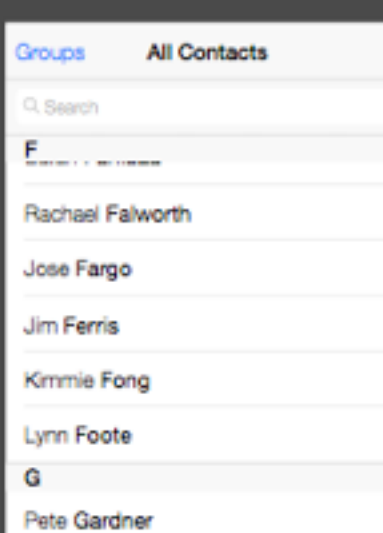 Groups All Contacts
Search
F
Rachael Falworth
Jose Fargo
Jim Ferris
Kimmie Fong
Lynn Foote
G
Pete Gardner